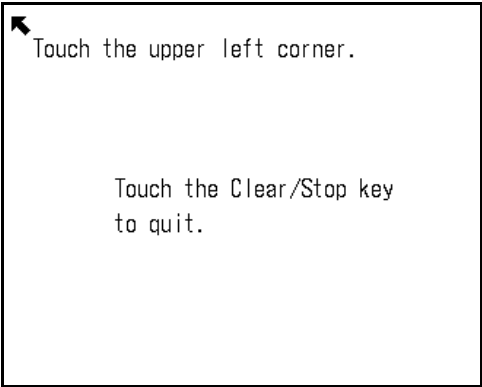 Touch the upper left corner.
Touch the Clear/Stop key
to quit.